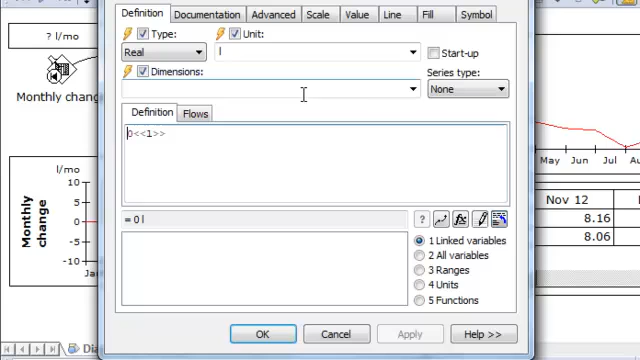 Definition Documentation Advanced Scale Value Line Fill Symbol
Type: Unit:
Real l Start-up
Dimensions: Series type:
None
Definition Flows
0<<l>>
= 0 l
1 Linked variables
2 All variables
3 Ranges
4 Units
5 Functions
OK Cancel Apply Help >>
? l/mo
Monthly change
l/mo
Monthly change
10
5
0
-5
-10
May Jun Jul
Nov 12
8.16
8.06